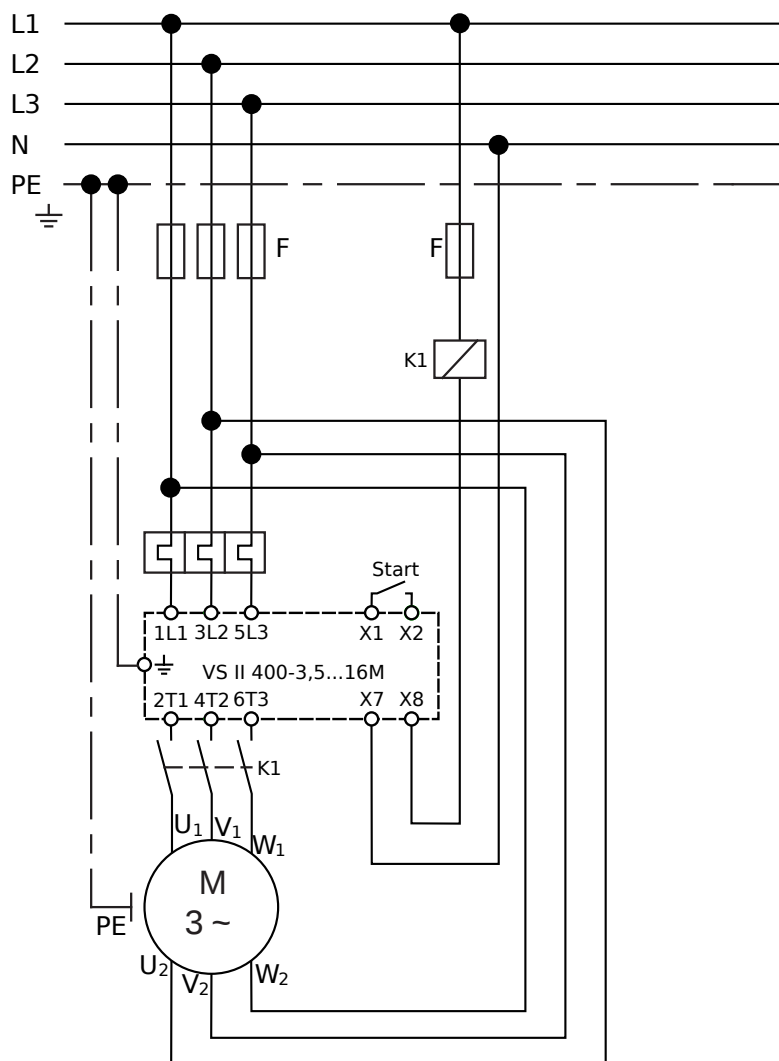 L1
L2
L3
N
PE
F
F
K1
Start
1L1 3L2 5L3 X1 X2
VS II 400-3,5...16M
2T1 4T2 6T3 X7 X8
K1
U1 V1 W1
M
3 ~
PE
U2 V2 W2